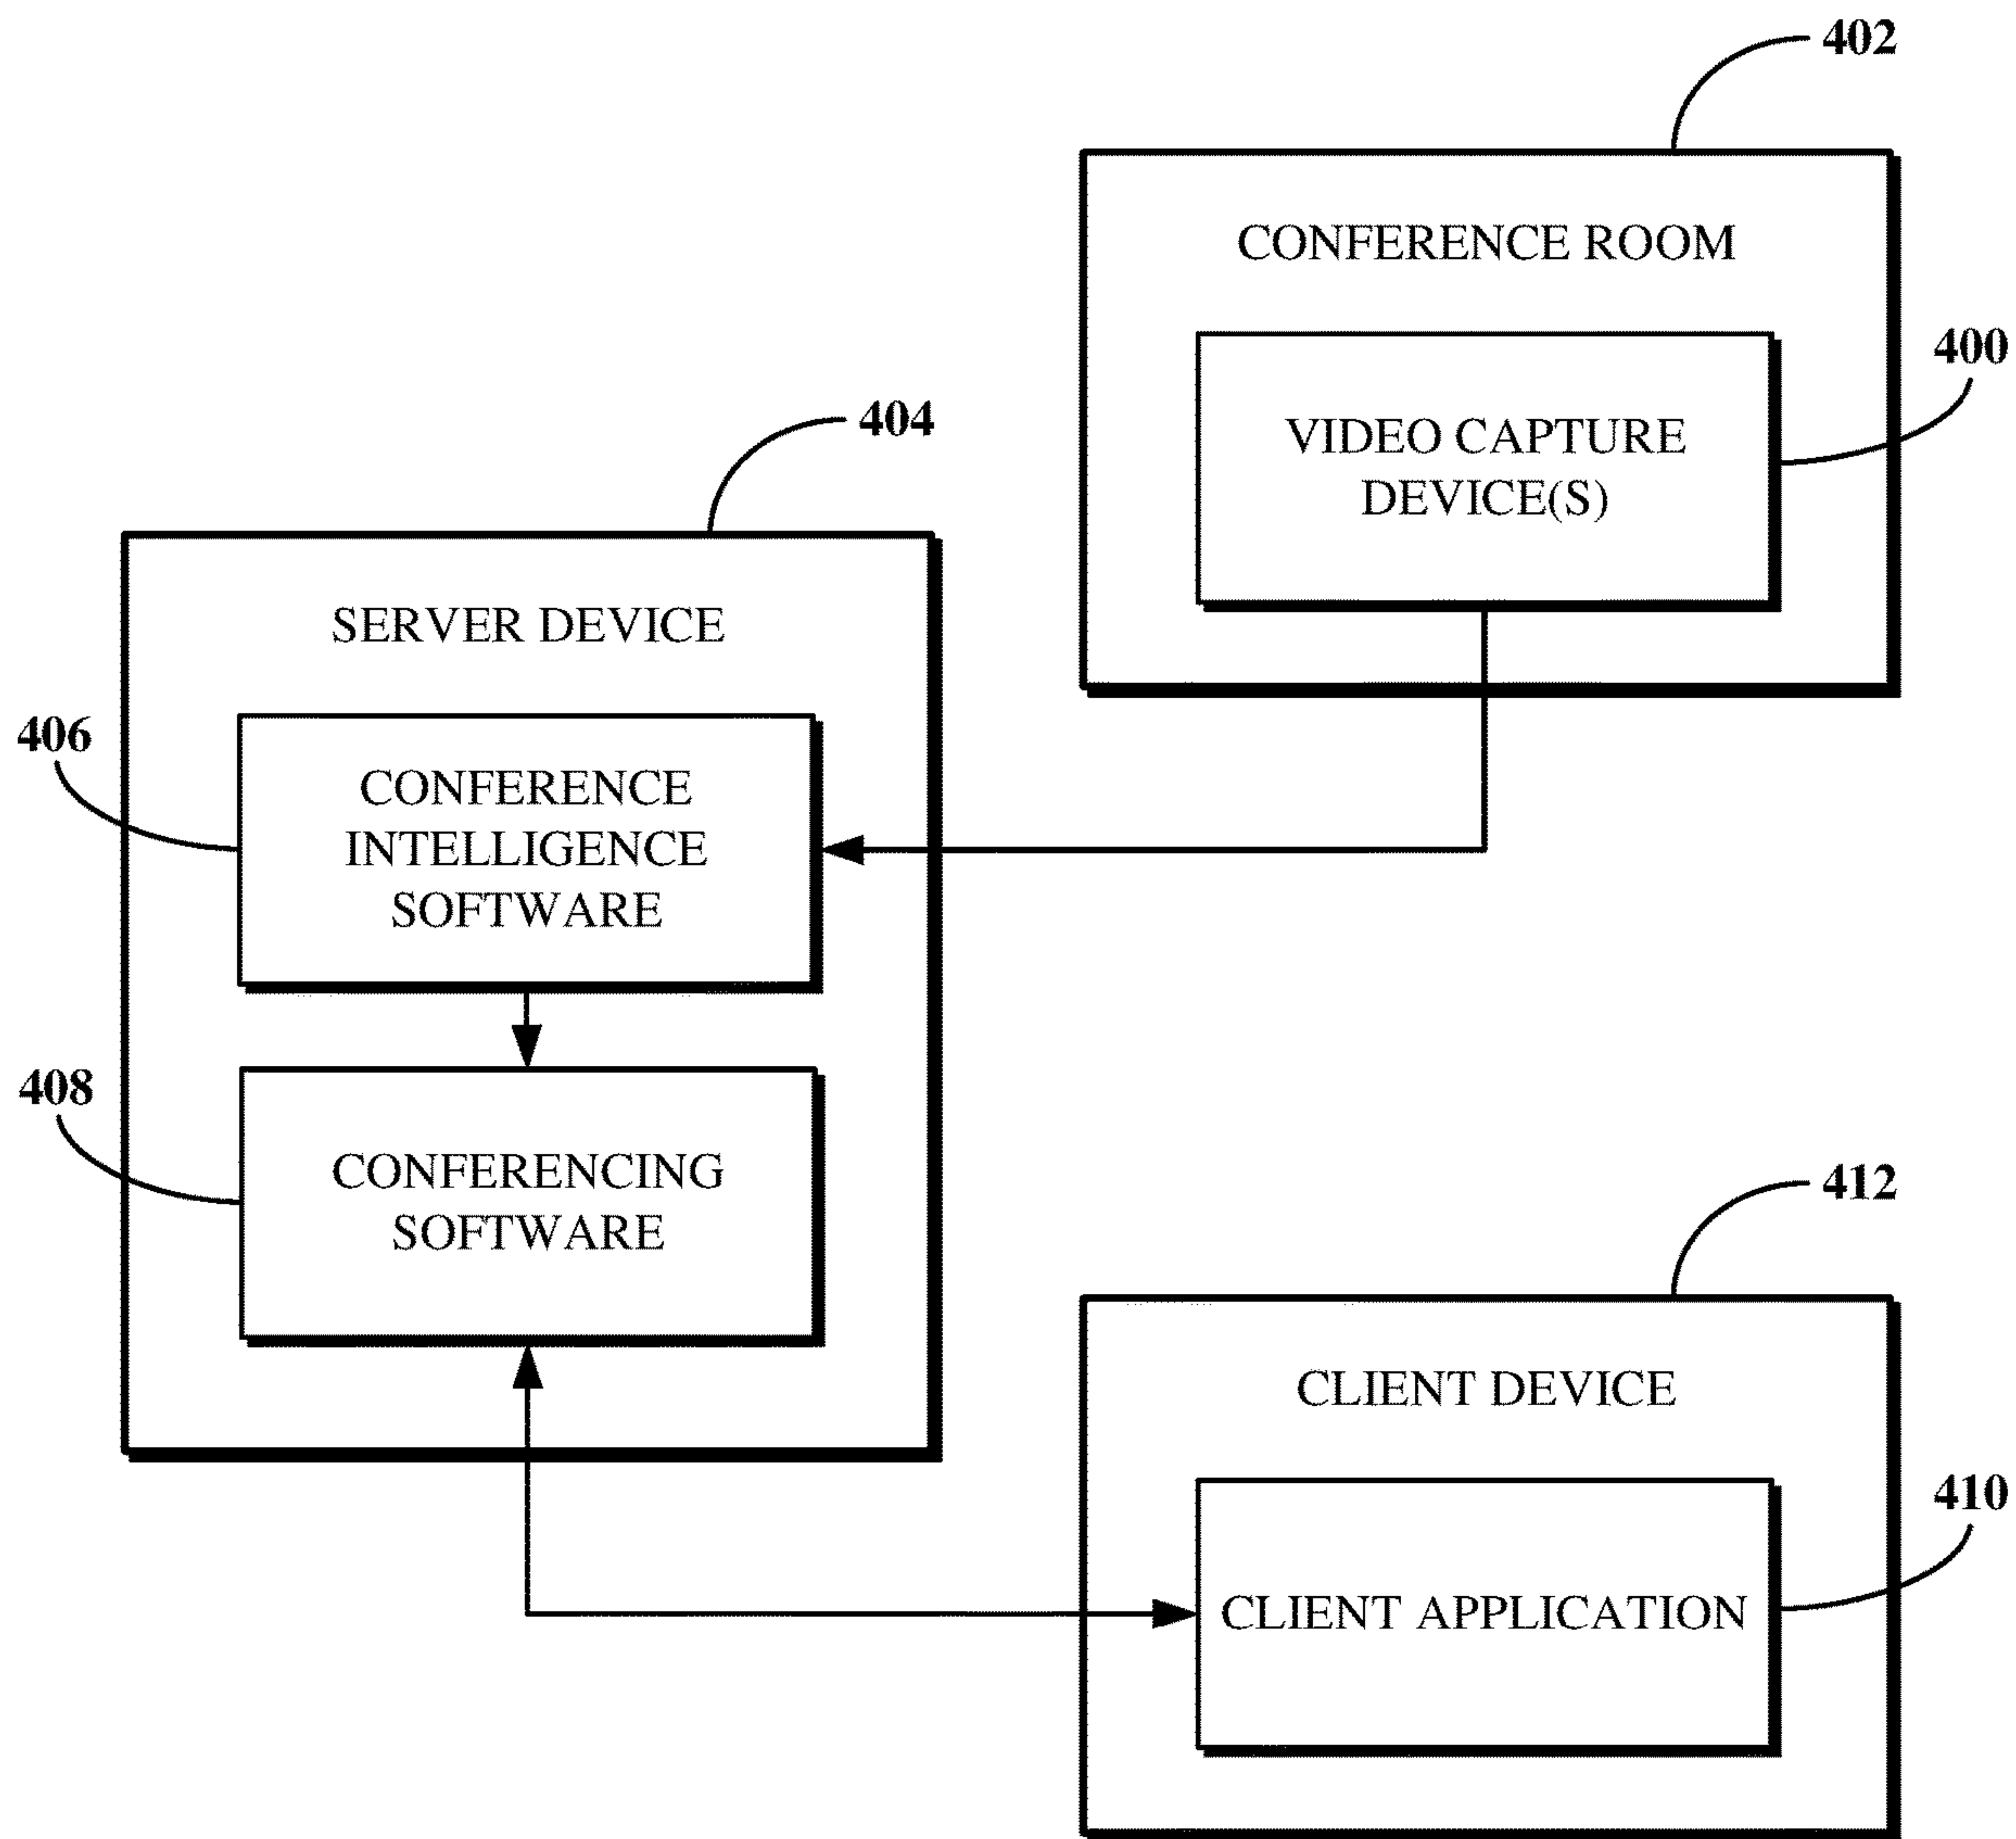 402
CONFERENCE ROOM
400
VIDEO CAPTURE
DEVICE(S)
404
SERVER DEVICE
406
CONFERENCE
INTELLIGENCE
SOFTWARE
408
CONFERENCING
SOFTWARE
412
CLIENT DEVICE
410
CLIENT APPLICATION